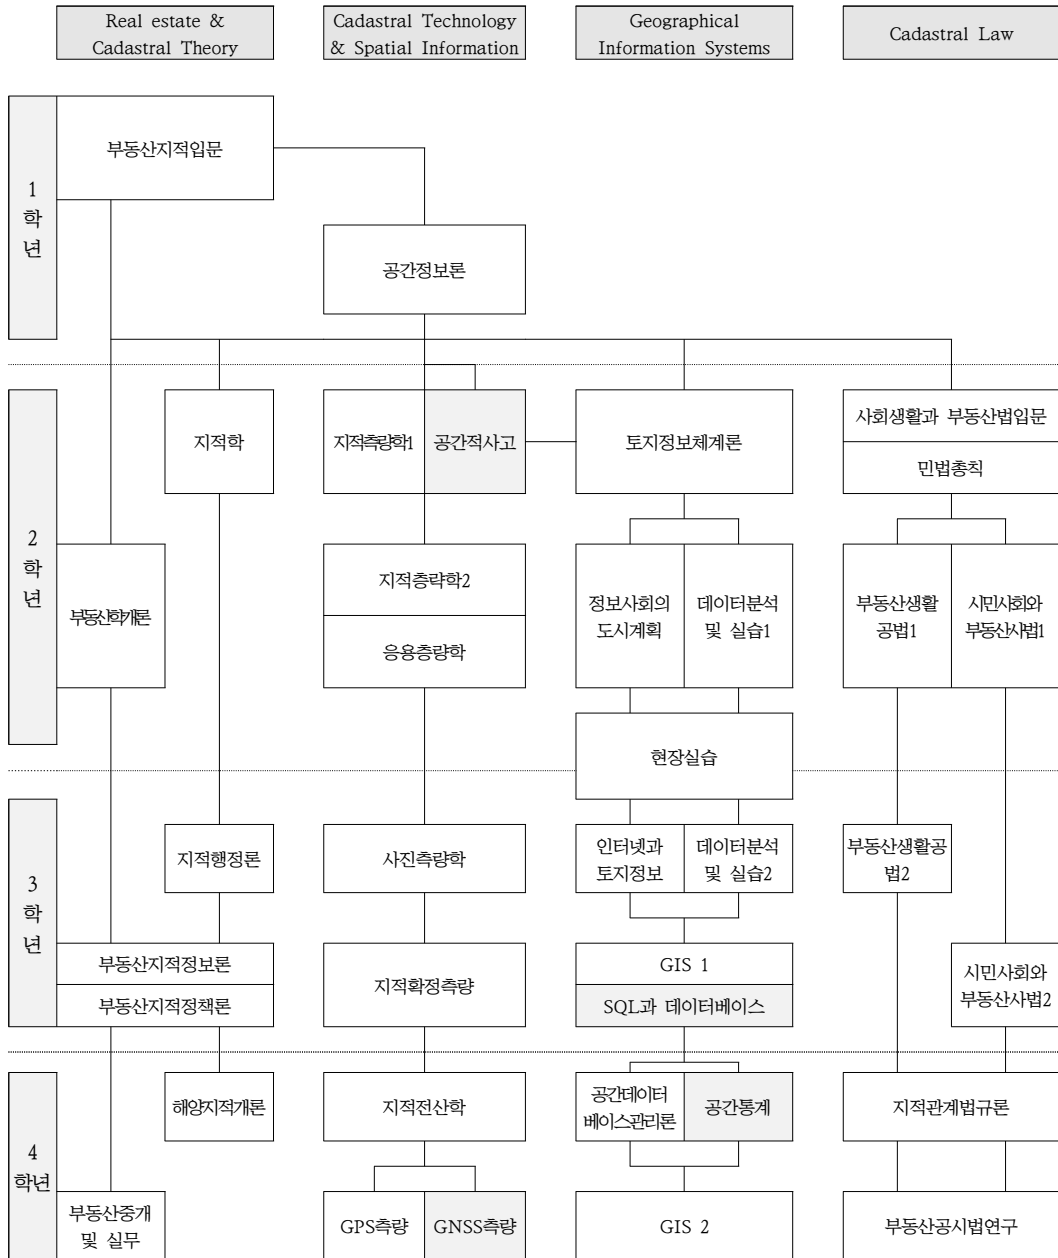 Real estate &
Cadastral Theory
Cadastral Technology
& Spatial Information
Geographical
Information Systems
Cadastral Law
1
학
년
부동산지적입문
공간정보론
2
학
년
지적학
지적측량학1
공간적사고
토지정보체계론
사회생활과 부동산법입문
민법총칙
부동산학개론
지적층략학2
응용층량학
정보사회의
도시계획
데이터분석
및 실습1
부동산생활
공법1
시민사회와
부동산사법1
현장실습
3
학
년
지적행정론
사진측량학
인터넷과
토지정보
데이터분석
및 실습2
부동산생활공
법2
부동산지적정보론
부동산지적정책론
지적확정측량
GIS 1
SQL과 데이터베이스
시민사회와
부동산사법2
4
학년
해양지적개론
지적전산학
공간데이터
베이스관리론
공간통계
지적관계법규론
부동산중개
및 실무
GPS측량
GNSS측량
GIS 2
부동산공시법연구